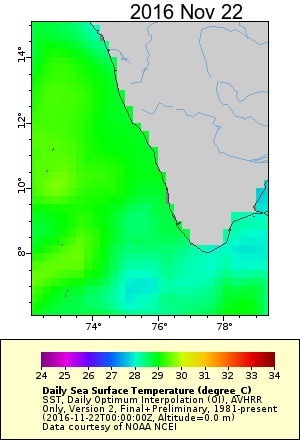 2016 Nov 22
14°
12°
10°
8°
74° 76° 78°
24 25 26 27 28 29 30 31 32 33 34
Daily Sea Surface Temperature (degree_C)
SST, Daily Optimum Interpolation (OI), AVHRR
Only, Version 2, Final+Preliminary, 1981-present
(2016-11-22T00:00:00Z, Altitude=0.0 m)
Data courtesy of NOAA NCEI